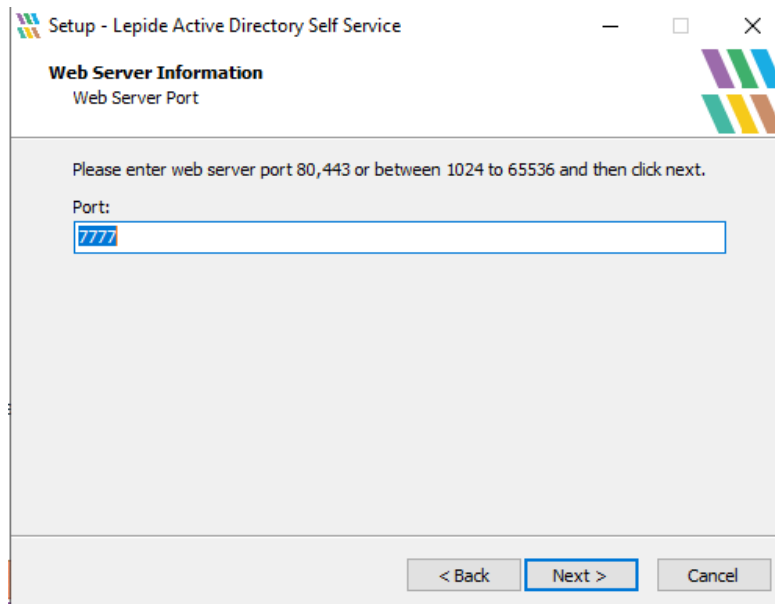 Setup - Lepide Active Directory Self Service
Web Server Information
Web Server Port
Please enter web server port 80,443 or between 1024 to 65536 and then click next.
Port:
7777
< Back
Next >
Cancel